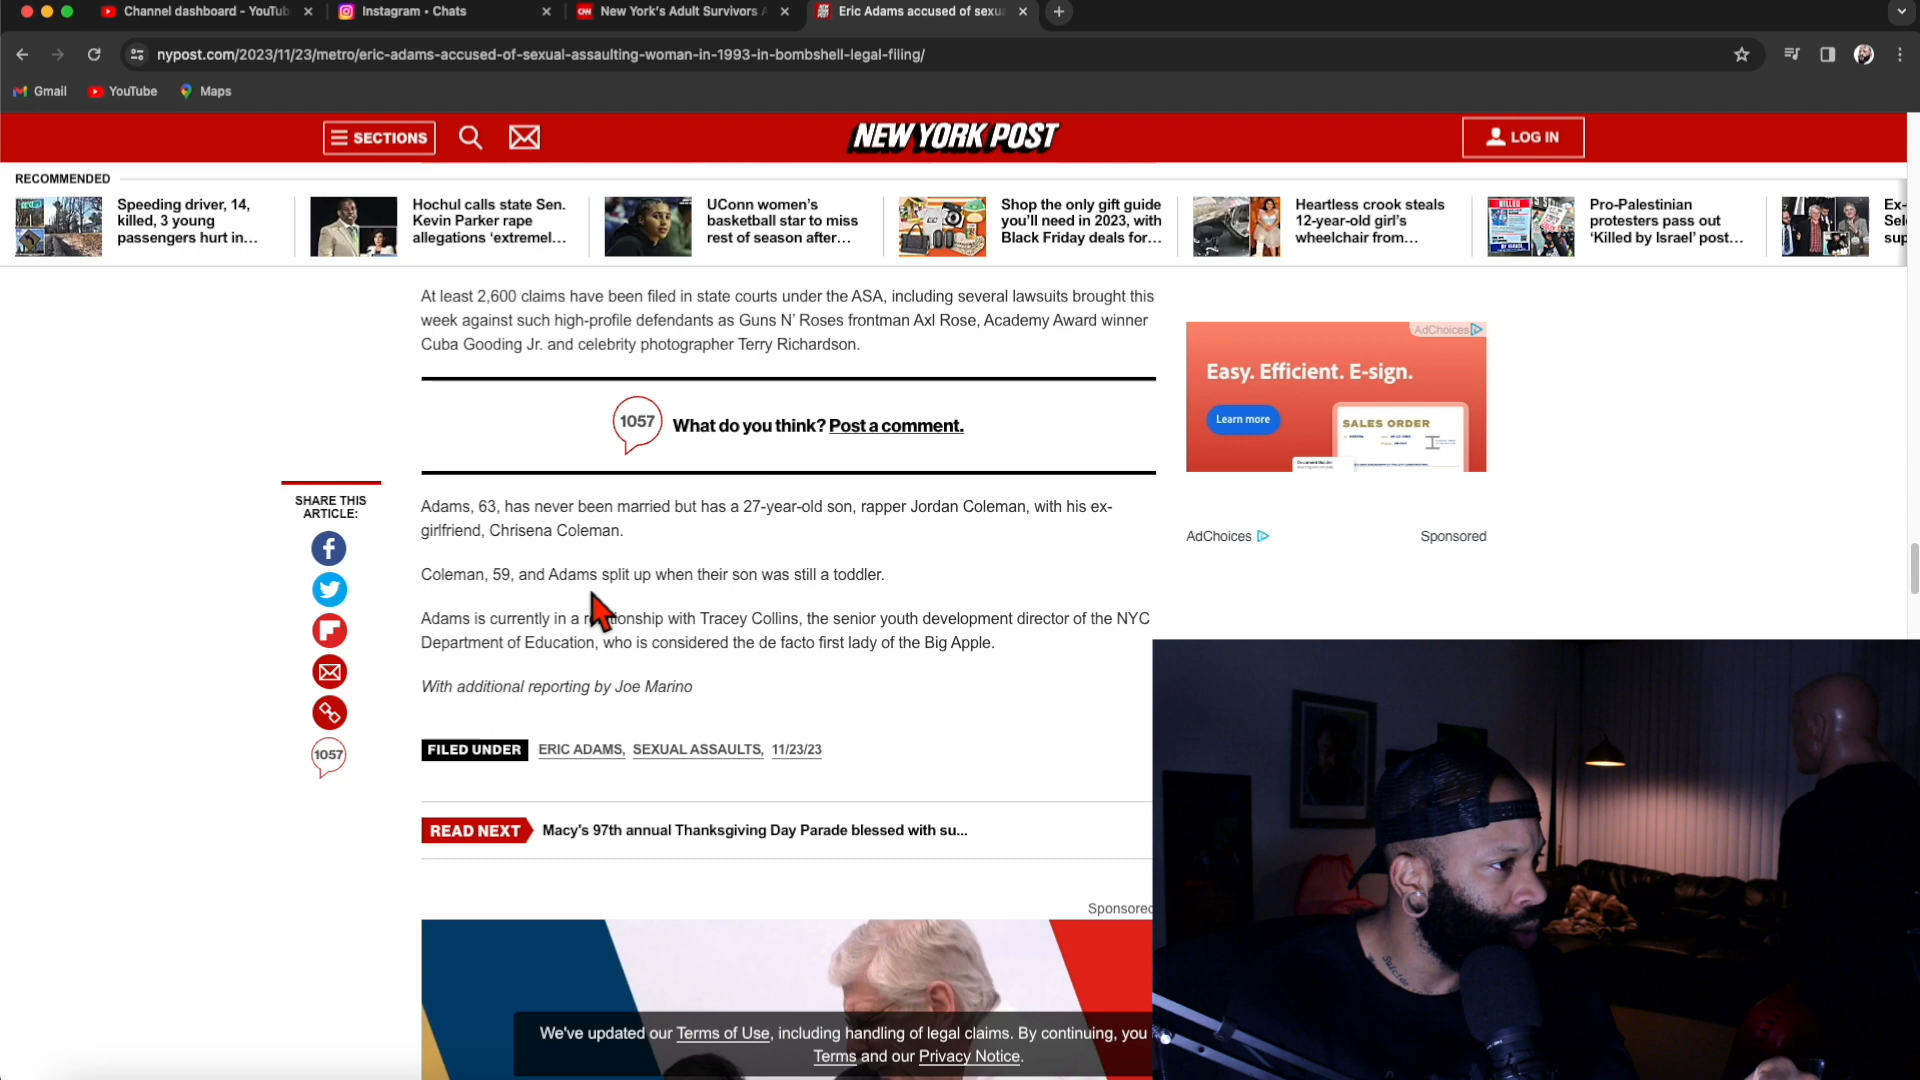 Channel dashboard - YouTub
Instagram • Chats
New York's Adult Survivors A
Eric Adams accused of sexu
nypost.com/2023/11/23/metro/eric-adams-accused-of-sexual-assaulting-woman-in-1993-in-bombshell-legal-filing/
Gmail
YouTube
Maps
SECTIONS
NEW YORK POST
LOG IN
RECOMMENDED
Speeding driver, 14,
killed, 3 young
passengers hurt in...
Hochul calls state Sen.
Kevin Parker rape
allegations ‘extremel...
UConn women’s
basketball star to miss
rest of season after...
Shop the only gift guide
you’ll need in 2023, with
Black Friday deals for...
Heartless crook steals
12-year-old girl’s
wheelchair from...
Pro-Palestinian
protesters pass out
‘Killed by Israel’ post...
Ex-
Sel
sup
At least 2,600 claims have been filed in state courts under the ASA, including several lawsuits brought this
week against such high-profile defendants as Guns N’ Roses frontman Axl Rose, Academy Award winner
Cuba Gooding Jr. and celebrity photographer Terry Richardson.
1057
What do you think? Post a comment.
AdChoices
Easy. Efficient. E-sign.
Learn more
SALES ORDER
AdChoices
Sponsored
SHARE THIS
ARTICLE:
1057
Adams, 63, has never been married but has a 27-year-old son, rapper Jordan Coleman, with his ex-
girlfriend, Chrisena Coleman.
Coleman, 59, and Adams split up when their son was still a toddler.
Adams is currently in a relationship with Tracey Collins, the senior youth development director of the NYC
Department of Education, who is considered the de facto first lady of the Big Apple.
With additional reporting by Joe Marino
FILED UNDER ERIC ADAMS, SEXUAL ASSAULTS, 11/23/23
READ NEXT Macy's 97th annual Thanksgiving Day Parade blessed with su...
Sponsored
We've updated our Terms of Use, including handling of legal claims. By continuing, you
Terms and our Privacy Notice.